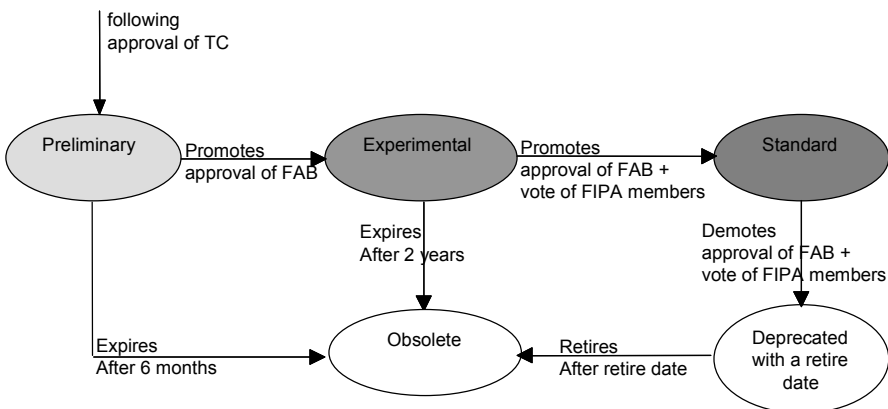 following
approval of TC
Preliminary
Promotes
approval of FAB
Experimental
Promotes
approval of FAB +
vote of FIPA members
Standard
Expires
After 2 years
Demotes
approval of FAB +
vote of FIPA members
Expires
After 6 months
Obsolete
Retires
After retire date
Deprecated
with a retire
date